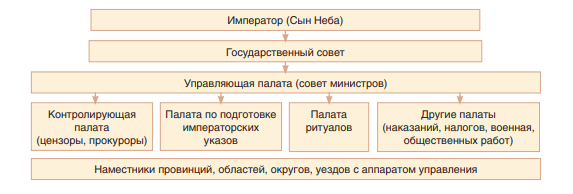 Император (Сын Неба)
Государственный совет
Управляющая палата (совет министров)
Контролирующая
палата
(цензоры, прокуроры)
Палата по подготовке
императорских
указов
Палата
ритуалов
Другие палаты
(наказаний, налогов, военная,
общественных работ)
Наместники провинций, областей, округов, уездов с аппаратом управления